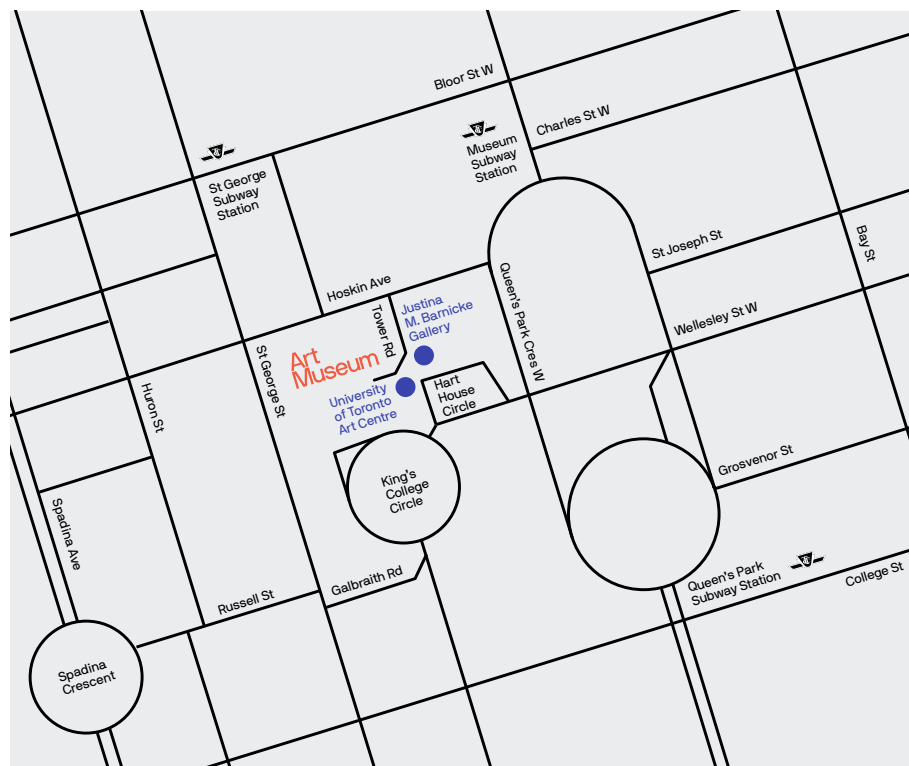 Bloor St W
Charles St W
Museum
Subway
Station
St George
Subway
Station
St Joseph St
Bay St
Hoskin Ave
Queen's Park Cres W
Tower Rd
Justina
M. Barnicke
Gallery
Wellesley St W
Art
Museum
St George St
Huron St
University
of Toronto
Art Centre
Hart
House
Circle
King's
College
Circle
Grosvenor St
Spadina Ave
Queen's Park
Subway Station
College St
Galbraith Rd
Russell St
Spadina
Crescent